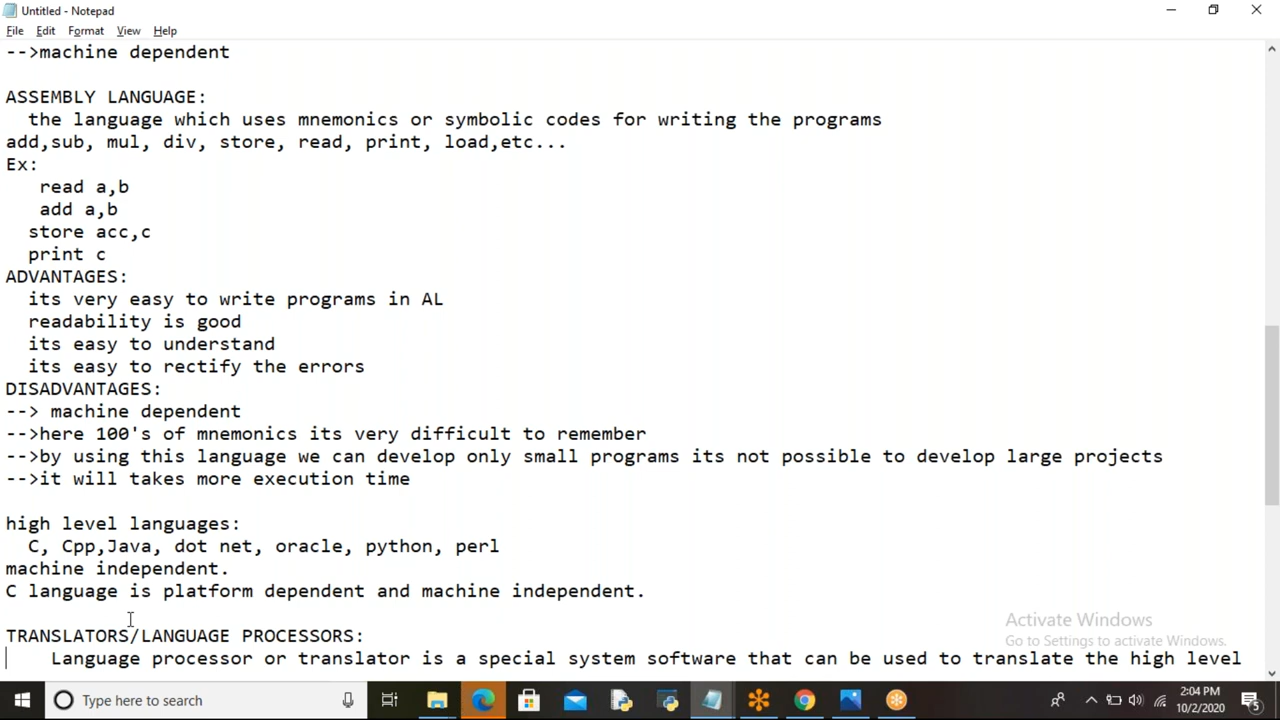 Untitled - Notepad
File Edit Format View Help
-->machine dependent
ASSEMBLY LANGUAGE:
the language which uses mnemonics or symbolic codes for writing the programs
add,sub, mul, div, store, read, print, load,etc...
Ex:
read a,b
add a,b
store acc,c
print c
ADVANTAGES:
its very easy to write programs in AL
readability is good
its easy to understand
its easy to rectify the errors
DISADVANTAGES:
--> machine dependent
-->here 100's of mnemonics its very difficult to remember
-->by using this language we can develop only small programs its not possible to develop large projects
-->it will takes more execution time
high level languages:
C, Cpp,Java, dot net, oracle, python, perl
machine independent.
C language is platform dependent and machine independent.
TRANSLATORS/LANGUAGE PROCESSORS:
Language processor or translator is a special system software that can be used to translate the high level
Activate Windows
Go to Settings to activate Windows.
Type here to search
2:04 PM
10/2/2020
5